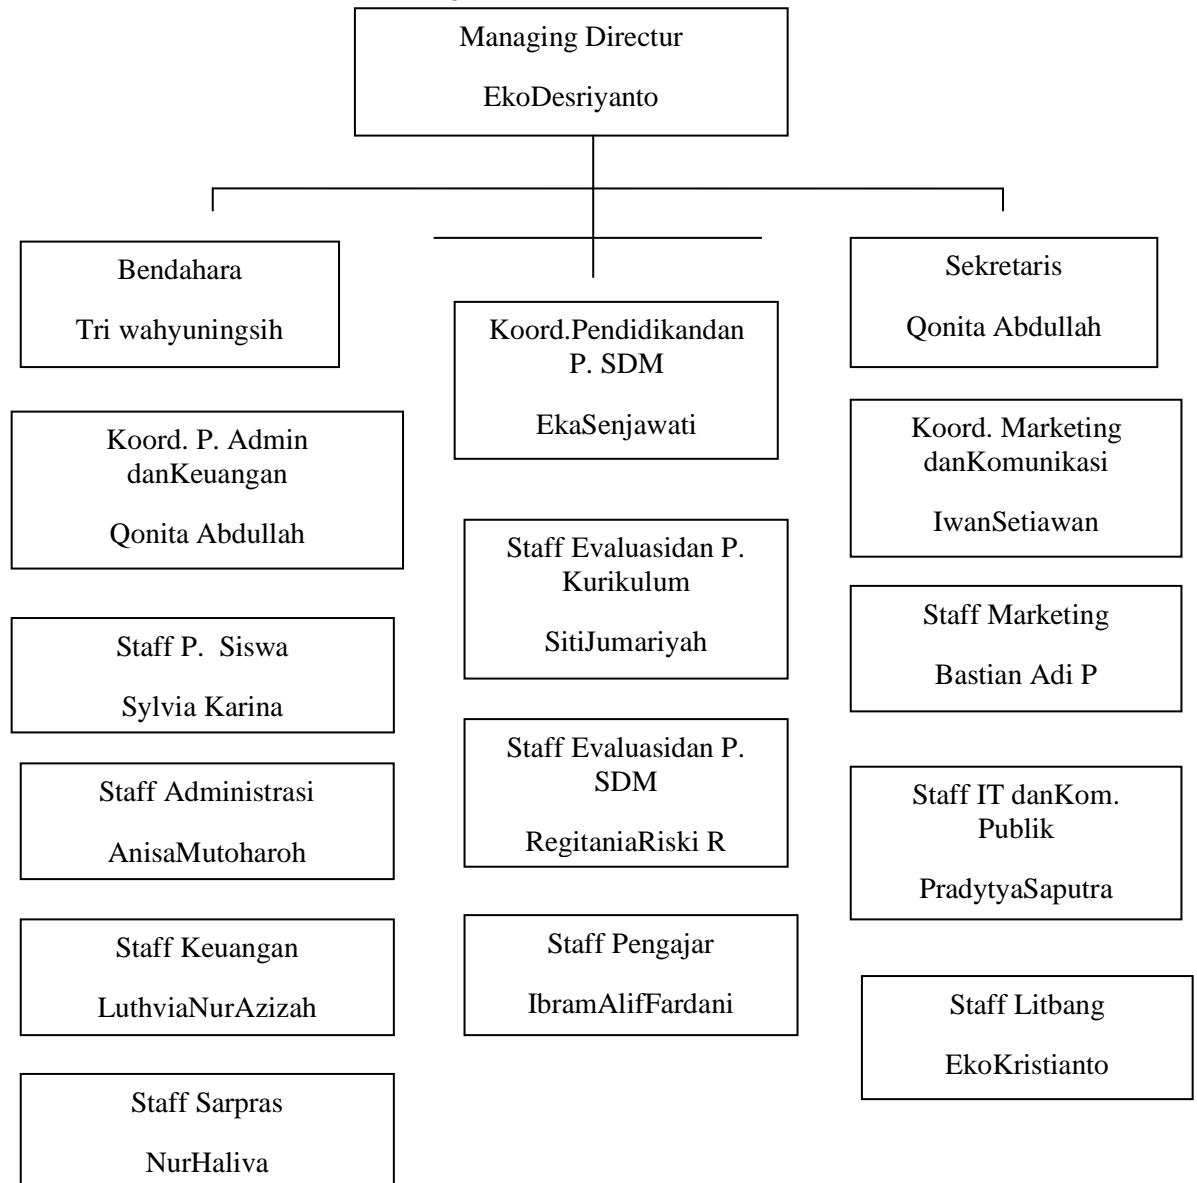 Managing Directur
EkoDesriyanto
Bendahara
Tri wahyuningsih
Sekretaris
Qonita Abdullah
Koord.Pendidikandan
P. SDM
EkaSenjawati
Koord. P. Admin
danKeuangan
Qonita Abdullah
Koord. Marketing
danKomunikasi
IwanSetiawan
Staff Evaluasidan P.
Kurikulum
SitiJumariyah
Staff Marketing
Bastian Adi P
Staff P.  Siswa
Sylvia Karina
Staff Evaluasidan P.
SDM
RegitaniaRiski R
Staff Administrasi
AnisaMutoharoh
Staff IT danKom.
Publik
PradytyaSaputra
Staff Keuangan
LuthviaNurAzizah
Staff Pengajar
IbramAlifFardani
Staff Litbang
EkoKristianto
Staff Sarpras
NurHaliva